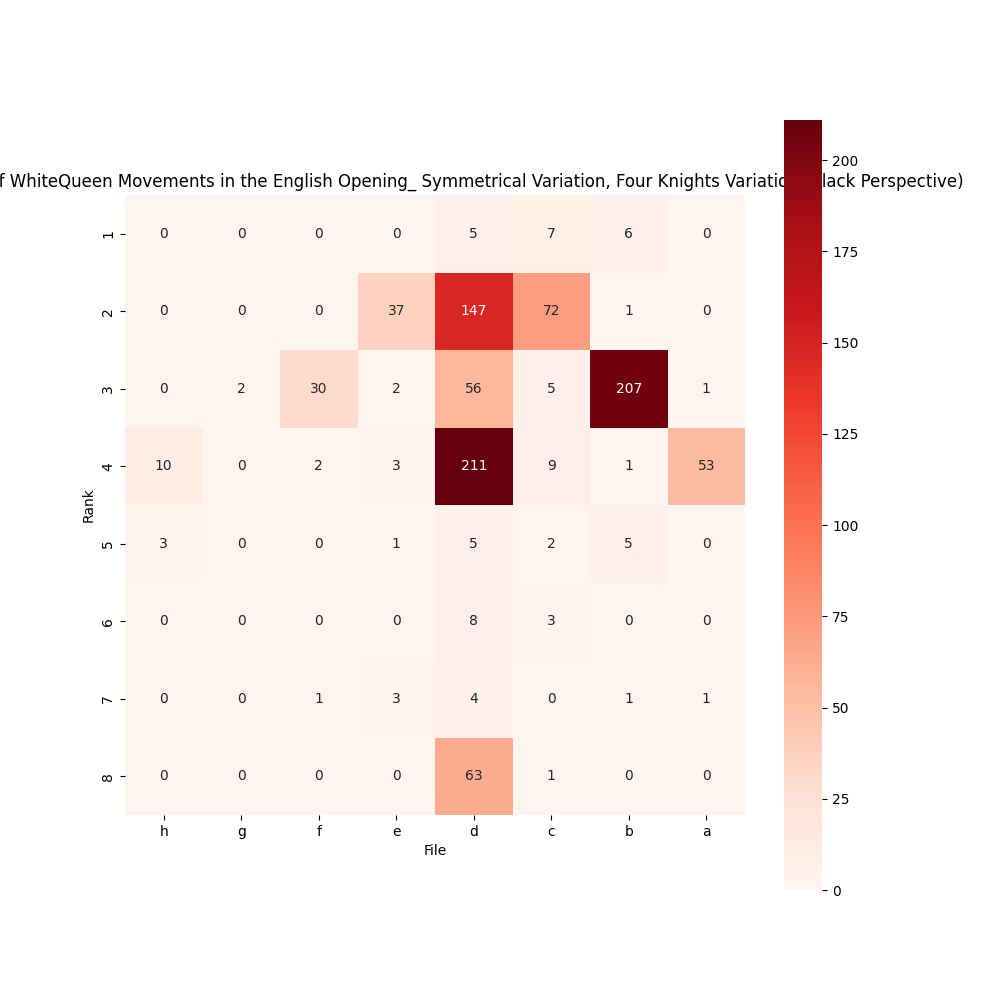 f WhiteQueen Movements in the English Opening_ Symmetrical Variation, Four Knights Variatio lack Perspective)
200
1 0 0 0 0 5 7 6 0
175
2 0 0 0 37 147 72 1 0
150
3 0 2 30 2 56 5 207 1
125
4 10 0 2 3 211 9 1 53
Rank
100
5 3 0 0 1 5 2 5 0
75
6 0 0 0 0 8 3 0 0
7 0 0 1 3 4 0 1 1
50
8 0 0 0 0 63 1 0 0
25
h g f e d c b a
File
0